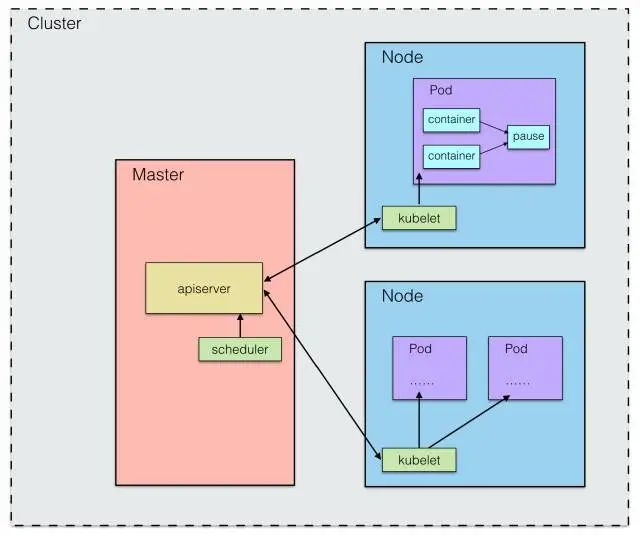 Cluster
Node
Pod
container
pause
container
kubelet
Master
apiserver
scheduler
Node
Pod
Pod
......
......
kubelet